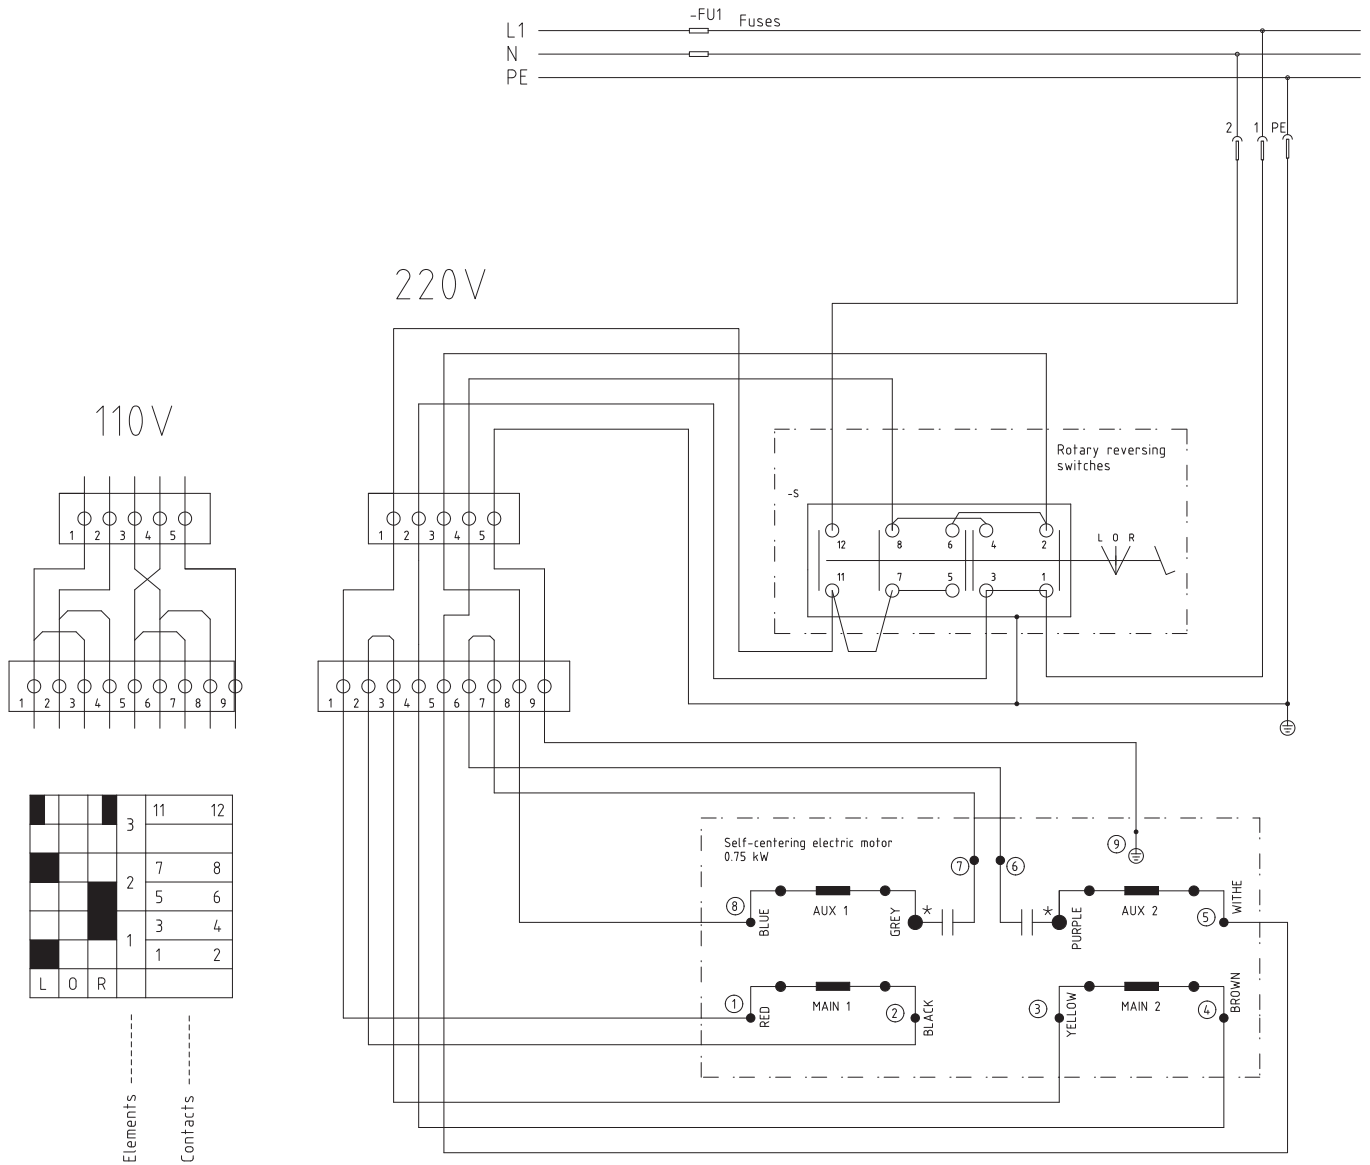 -FU1 Fuses
L1
N
PE
2 1 PE
220V
110V
Rotary reversing
switches
-S
L O R
12 8 6 4 2
11 7 5 3 1
1 2 3 4 5
1 2 3 4 5
1 2 3 4 5 6 7 8 9
1 2 3 4 5 6 7 8 9
Self-centering electric motor
0.75 kW
9
7 6
8 BLUE AUX 1 GREY * * PURPLE AUX 2 5 WITHE
1 RED MAIN 1 2 BLACK 3 YELLOW MAIN 2 4 BROWN
3 11 12
2 7 8
5 6
1 3 4
1 2
L O R
Elements
Contacts